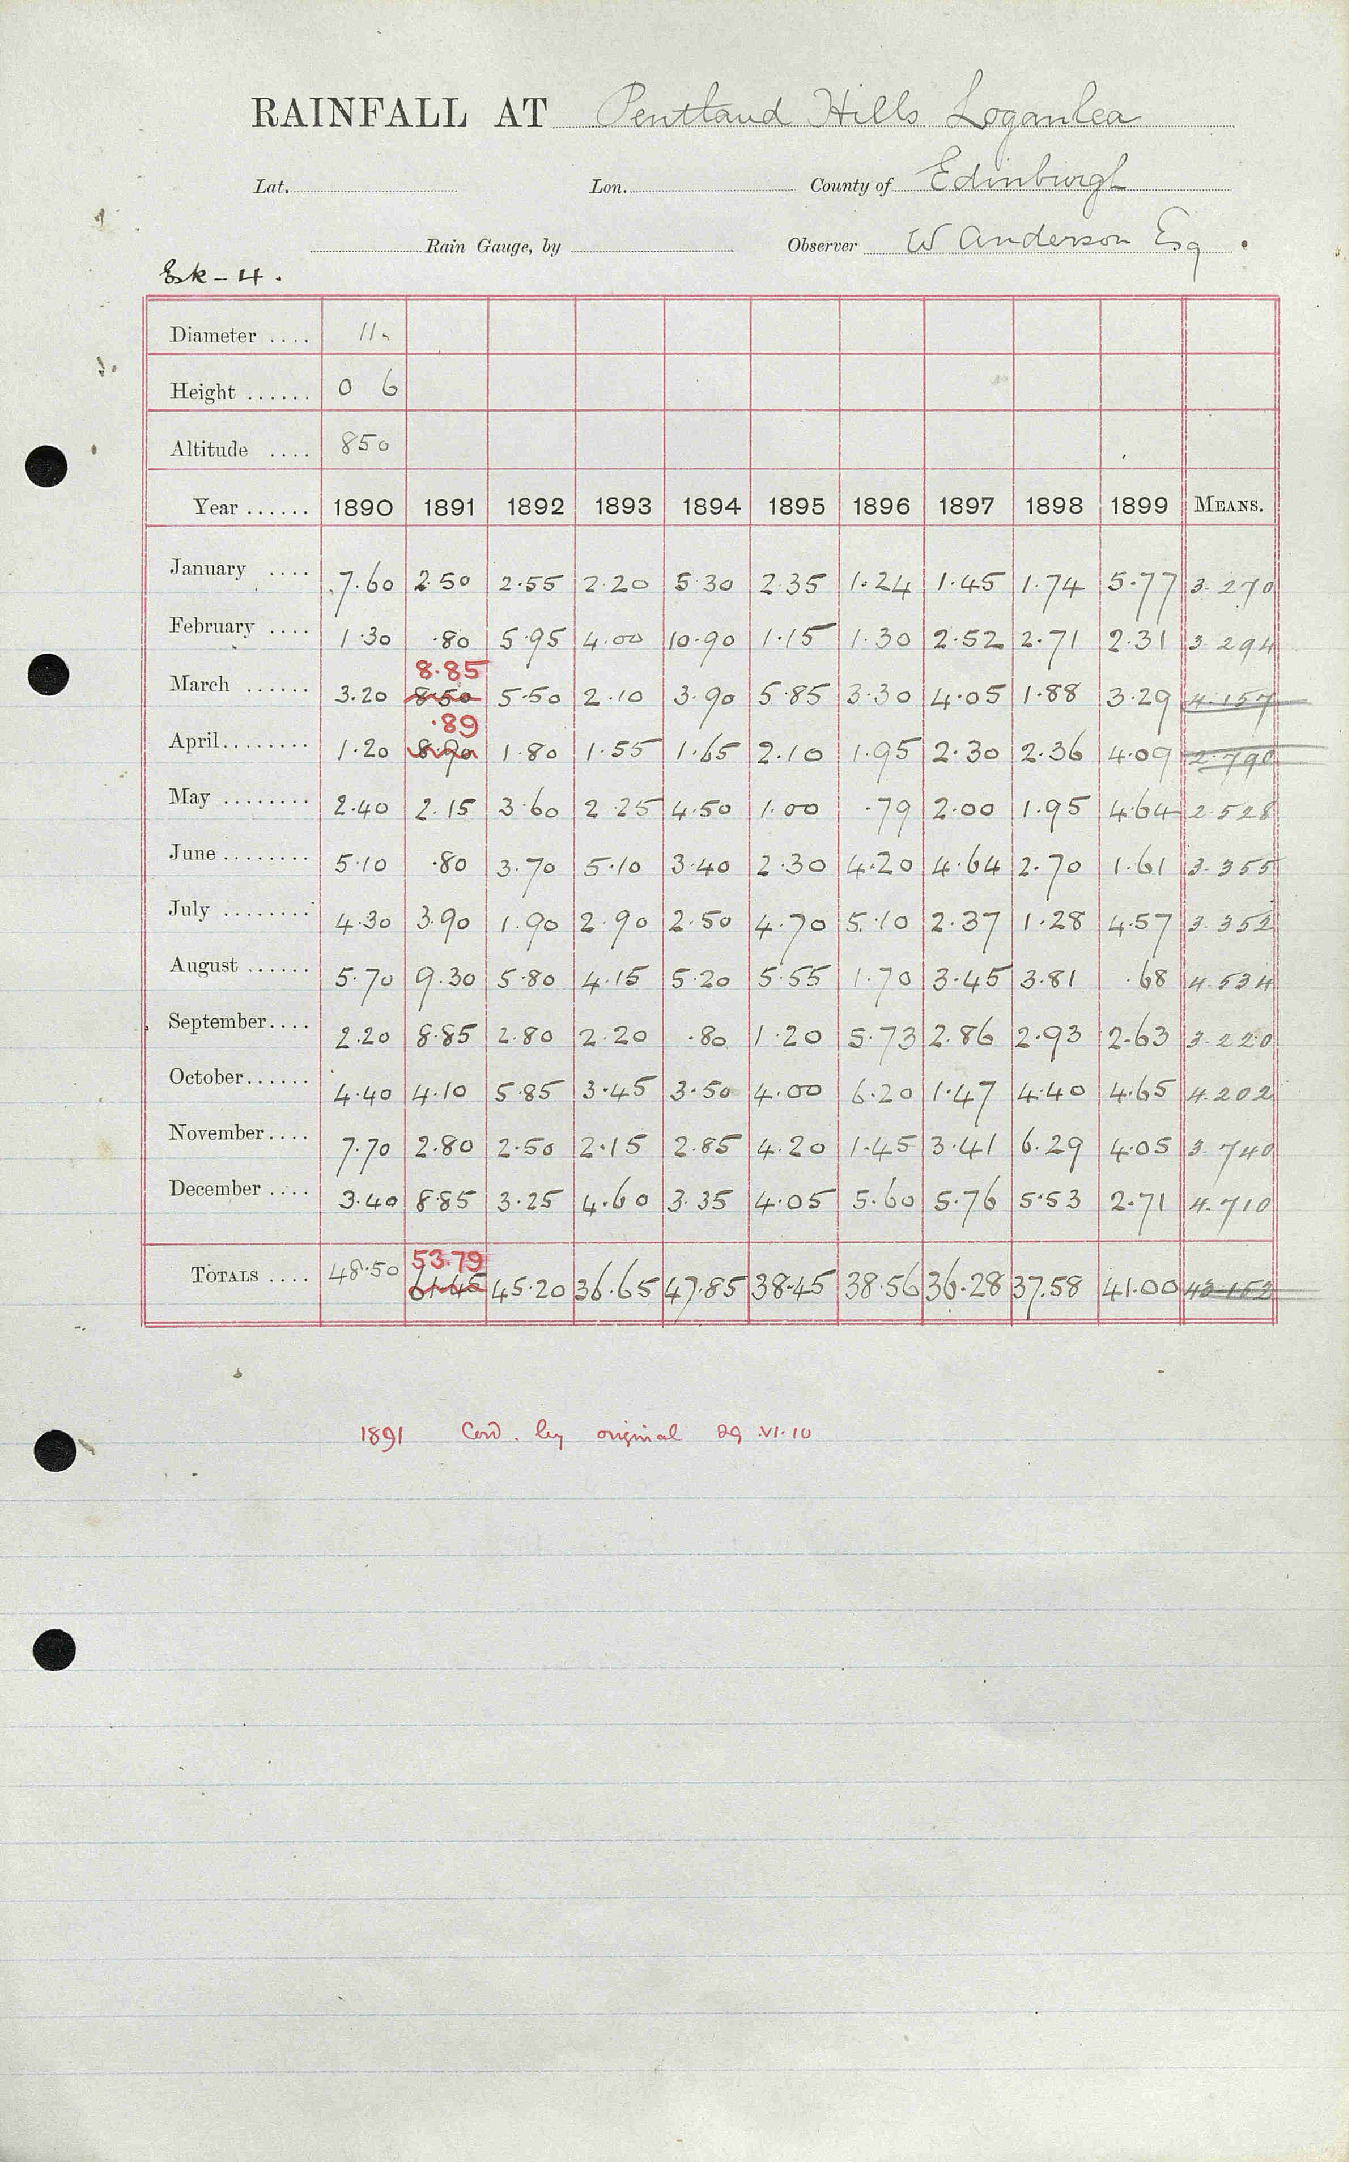 RAINFALL AT Pentland Hills Loganlea
Lat. Lon. County of Edinburgh
Rain Gauge, by Observer W Anderson Esq
Esk-4.
Diameter .... 11.
Height ...... 0 6
Altitude .... 850
Year ...... 1890 1891 1892 1893 1894 1895 1896 1897 1898 1899 MEANS.
January .... 7.60 2.50 2.55 2.20 5.30 2.35 1.24 1.45 1.74 5.77 3.270
February .... 1.30 .80 5.95 4.00 10.90 1.15 1.30 2.52 2.71 2.31 3.294
8.85
March ...... 3.20 8.50 5.50 2.10 3.90 5.85 3.30 4.05 1.88 3.29 4.157
.89
April........ 1.20 8.90 1.80 1.55 1.65 2.10 1.95 2.30 2.36 4.09 2.790
May ........ 2.40 2.15 3.60 2.25 4.50 1.00 .79 2.00 1.95 4.64 2.528
June ........ 5.10 .80 3.70 5.10 3.40 2.30 4.20 4.64 2.70 1.61 3.355
July ........ 4.30 3.90 1.90 2.90 2.50 4.70 5.10 2.37 1.28 4.57 3.352
August ...... 5.70 9.30 5.80 4.15 5.20 5.55 1.70 3.45 3.81 .68 4.534
September.... 2.20 8.85 2.80 2.20 .80 1.20 5.73 2.86 2.93 2.63 3.220
October...... 4.40 4.10 5.85 3.45 3.50 4.00 6.20 1.47 4.40 4.65 4.202
November.... 7.70 2.80 2.50 2.15 2.85 4.20 1.45 3.41 6.29 4.05 3.740
December .... 3.40 8.85 3.25 4.60 3.35 4.05 5.60 5.76 5.53 2.71 4.710
53.79
TOTALS .... 48.50 61.45 45.20 36.65 47.85 38.45 38.56 36.28 37.58 41.00 43.152
1891 Cord. by original 29.VI.10